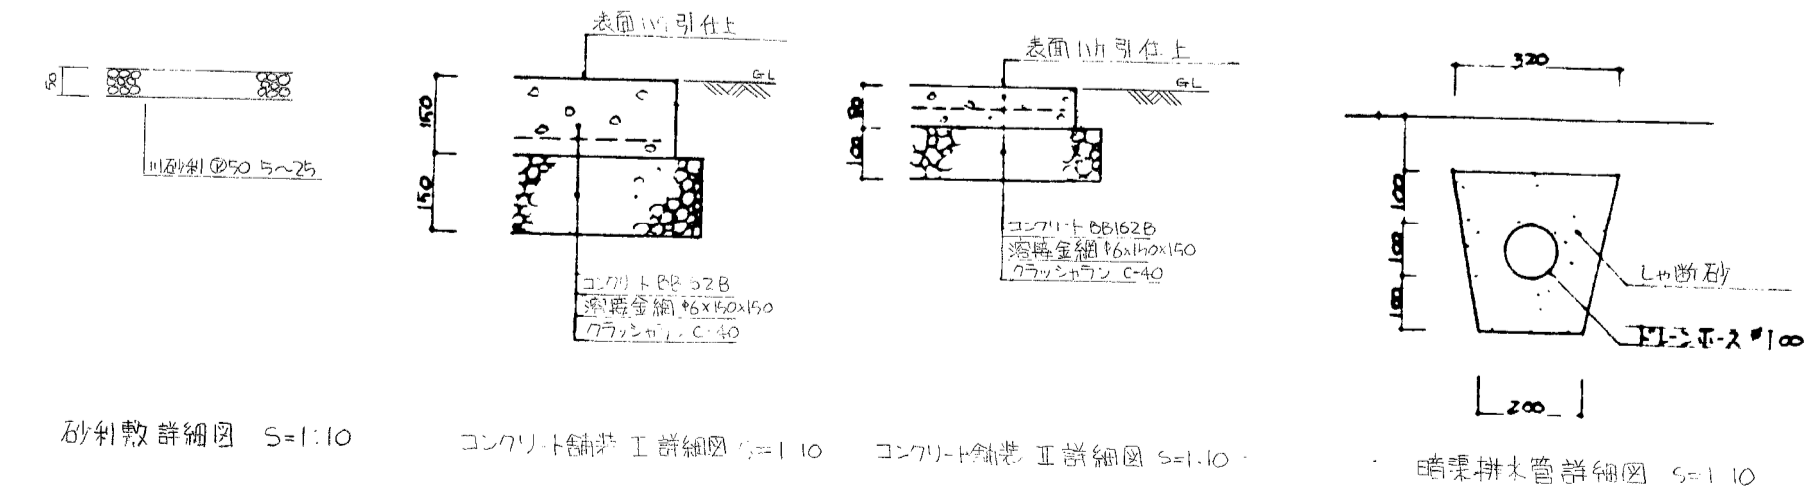 50
川砂利 ⑦50 5～25
砂利敷詳細図 S=1:10
表面ハケ引仕上
GL
150
150
コンクリート BB 62B
溶接金網 φ6×150×150
クラッシャラン C-40
コンクリート舗装 I 詳細図 S=1 10
表面ハケ引仕上
GL
80
100
コンクリート BB162B
溶接金網 φ6×150×150
クラッシャラン C-40
コンクリート舗装 II 詳細図 S=1.10
320
100
100
100
しゃ断砂
ドレーンホース φ100
200
暗渠排水管詳細図 S=1 10